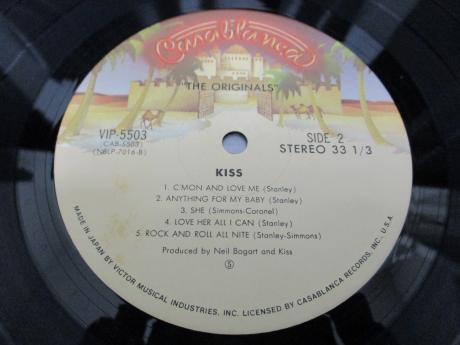 Casablanca
"THE ORIGINALS"
VIP-5503
(CAB-5503)
(NBLP-7016-B)
SIDE 2
STEREO 33 1/3
KISS
1. C'MON AND LOVE ME (Stanley)
2. ANYTHING FOR MY BABY (Stanley)
3. SHE (Simmons-Coronel)
4. LOVE HER ALL I CAN (Stanley)
5. ROCK AND ROLL ALL NITE (Stanley-Simmons)
Produced by Neil Bogart and Kiss
Ⓢ
MADE IN JAPAN BY VICTOR MUSICAL INDUSTRIES, INC. LICENSED BY CASABLANCA RECORDS, INC., U.S.A.